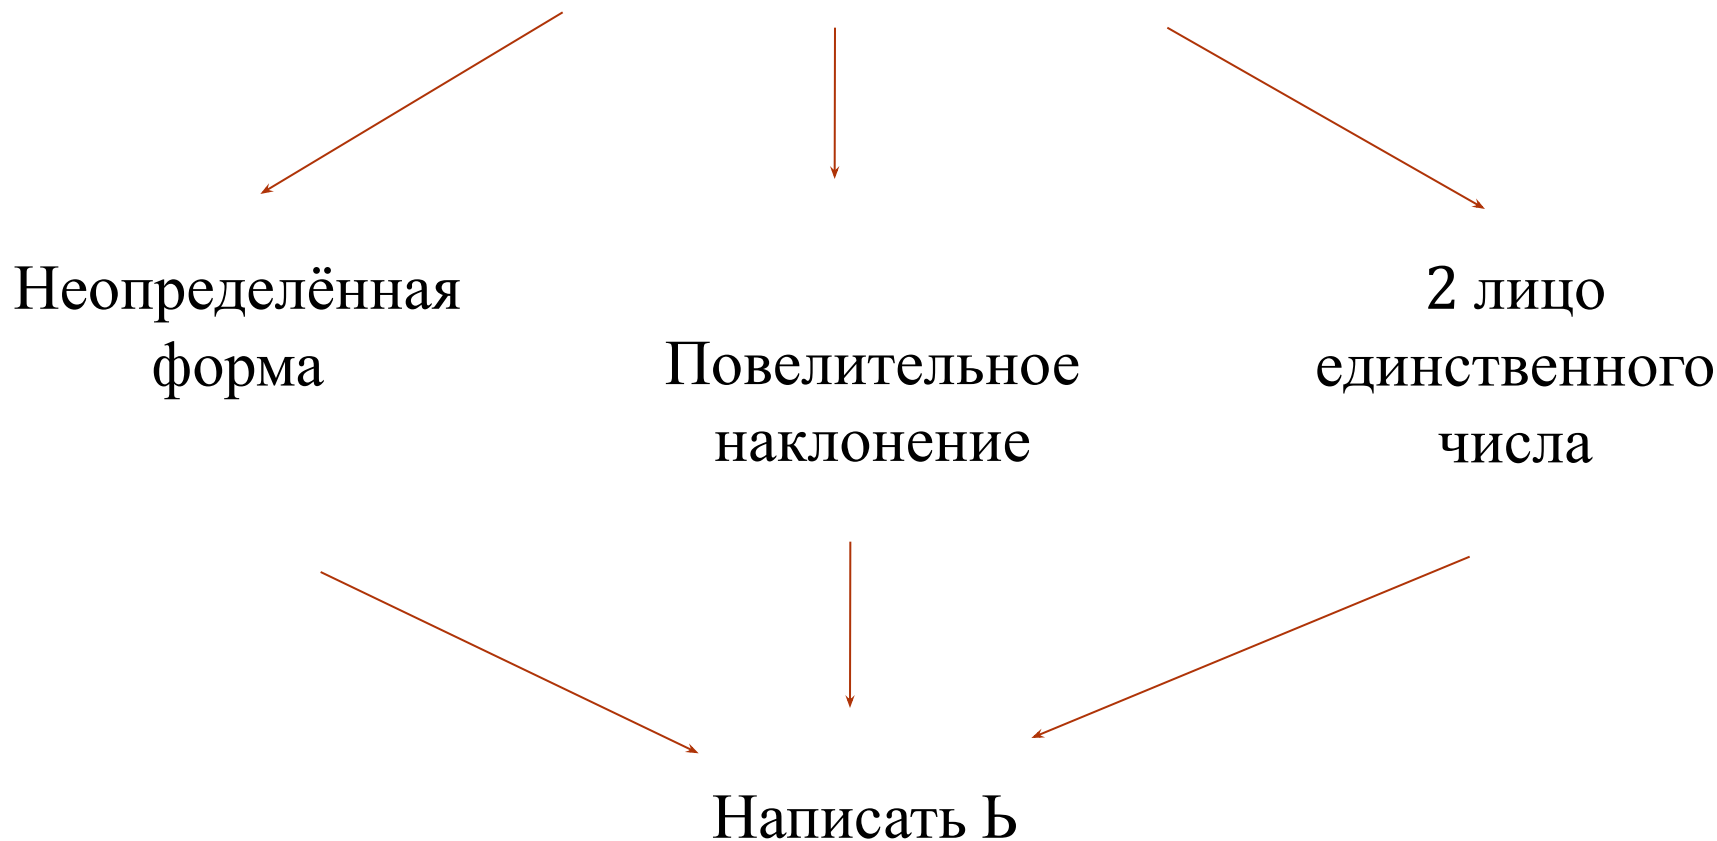 Неопределённая
форма
Повелительное
наклонение
2 лицо
единственного
числа
Написать Ь